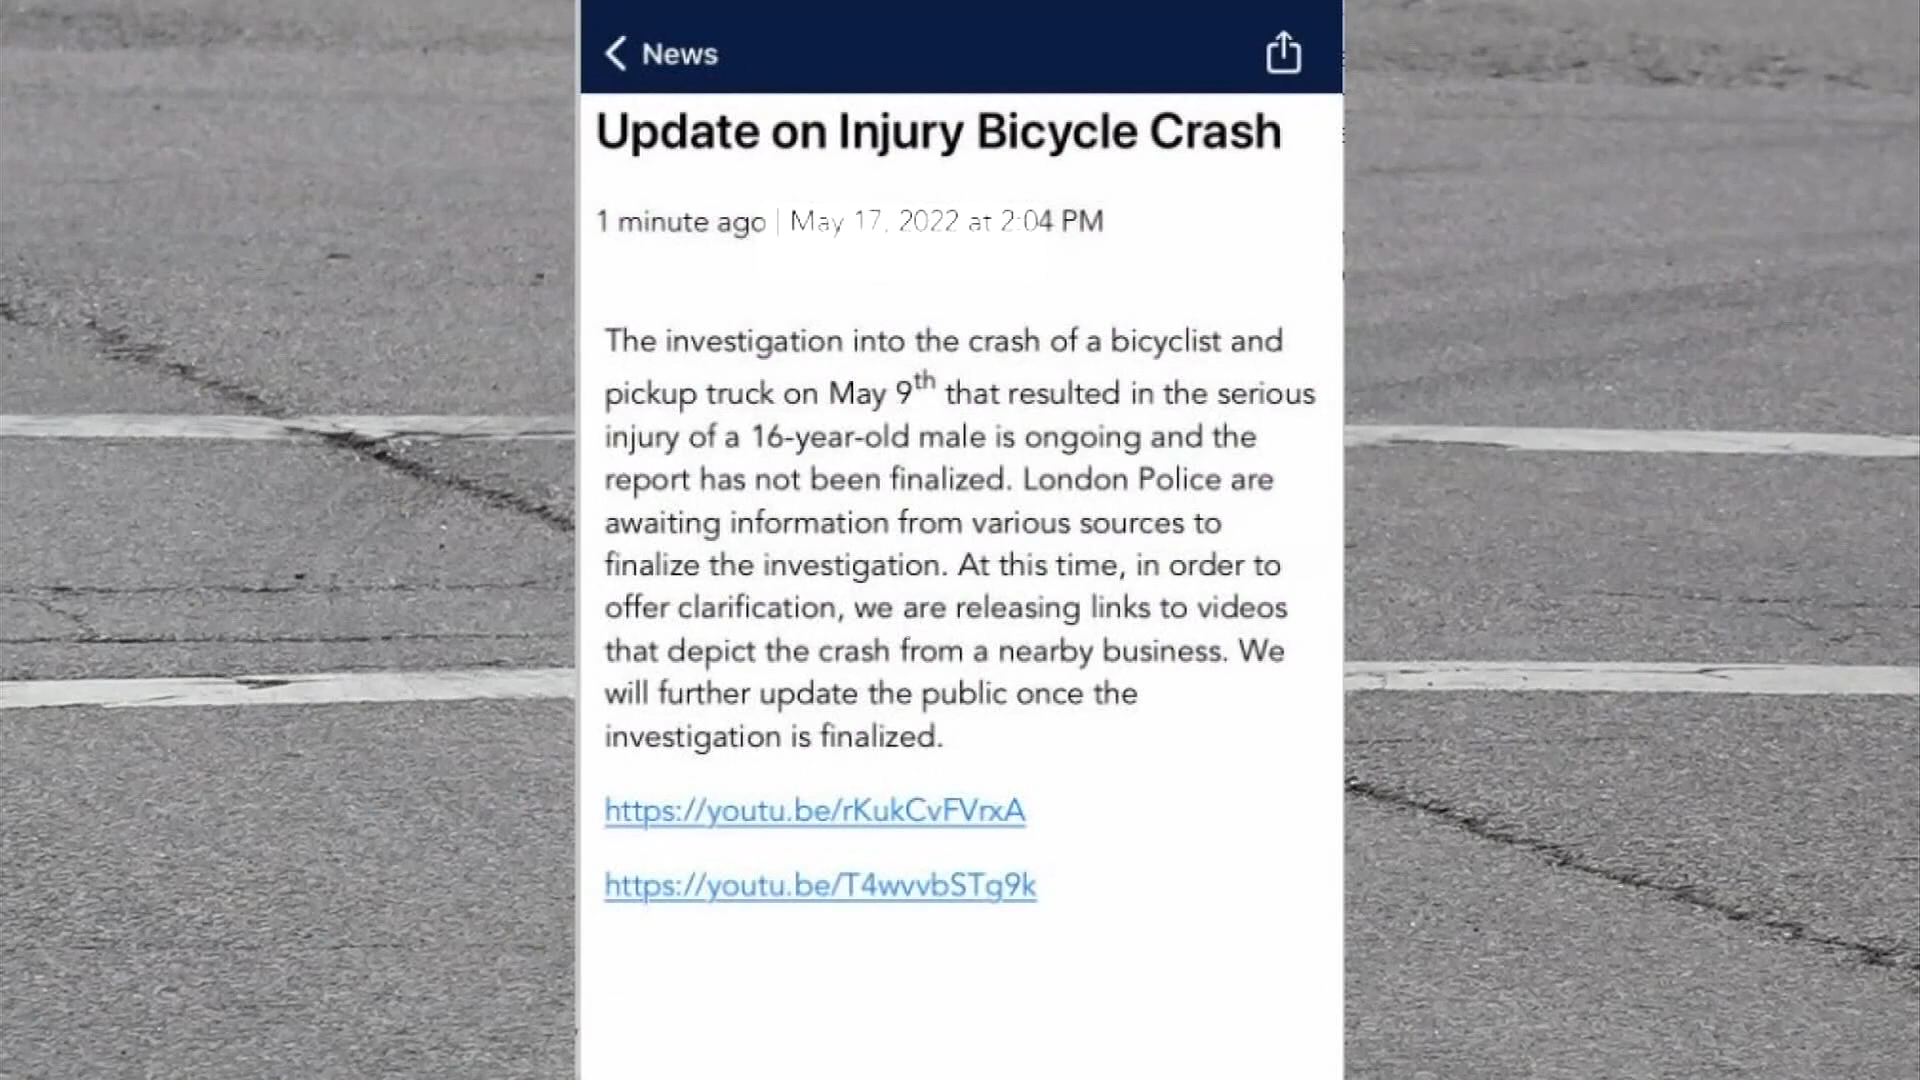 News
Update on Injury Bicycle Crash
1 minute ago | May 17, 2022 at 2:04 PM
The investigation into the crash of a bicyclist and
pickup truck on May 9th that resulted in the serious
injury of a 16-year-old male is ongoing and the
report has not been finalized. London Police are
awaiting information from various sources to
finalize the investigation. At this time, in order to
offer clarification, we are releasing links to videos
that depict the crash from a nearby business. We
will further update the public once the
investigation is finalized.
https://youtu.be/rKukCvFVrxA
https://youtu.be/T4wvvbSTg9k